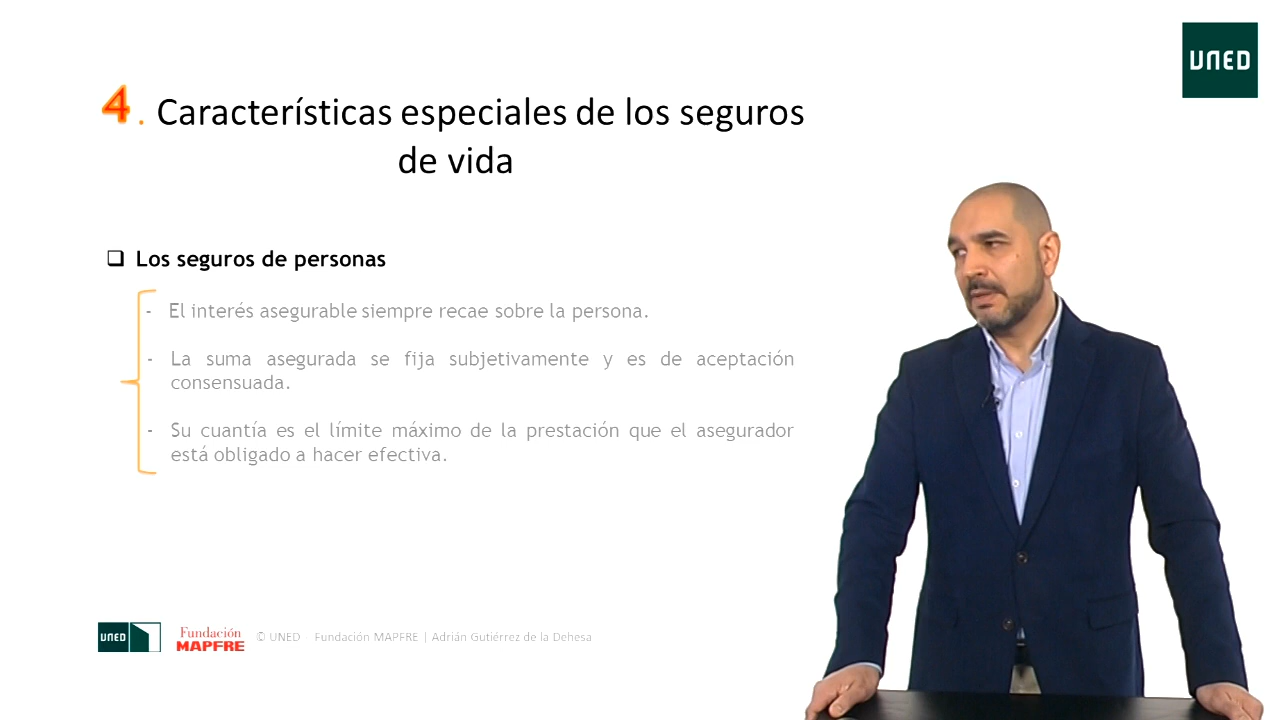 UNED
4. Características especiales de los seguros
de vida
❑ Los seguros de personas
- El interés asegurable siempre recae sobre la persona.
- La suma asegurada se fija subjetivamente y es de aceptación
consensuada.
- Su cuantía es el límite máximo de la prestación que el asegurador
está obligado a hacer efectiva.
UNED
Fundación
MAPFRE
© UNED Fundación MAPFRE | Adrián Gutiérrez de la Dehesa